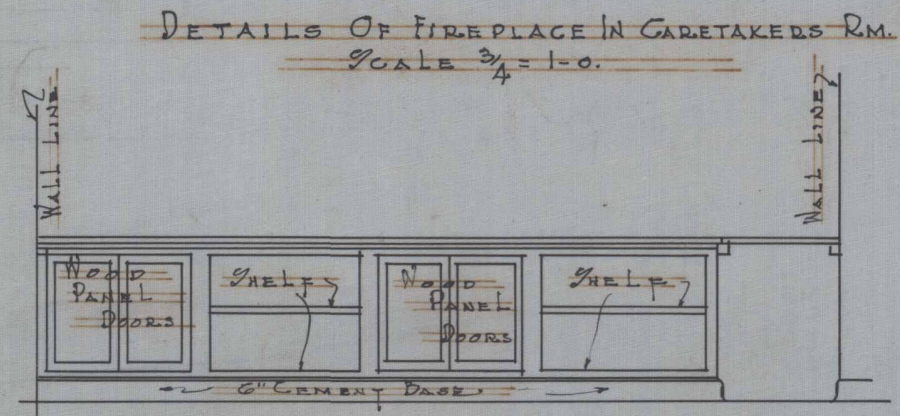 DETAILS OF FIREPLACE IN CARETAKERS RM.
SCALE 3/4 = 1-0.
WALL LINE
WALL LINE
WOOD
PANEL
DOORS
SHELF
WOOD
PANEL
DOORS
SHELF
6" CEMENT BASE